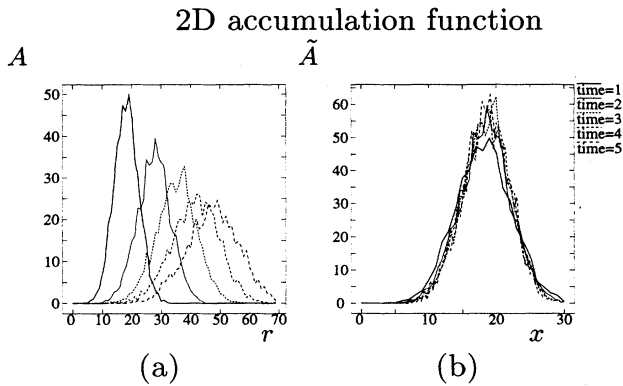 2D accumulation function
A
Ã
50
40
30
20
10
0
0 10 20 30 40 50 60 70
r
(a)
60
50
40
30
20
10
0
0 10 20 30
x
(b)
time=1
time=2
time=3
time=4
time=5